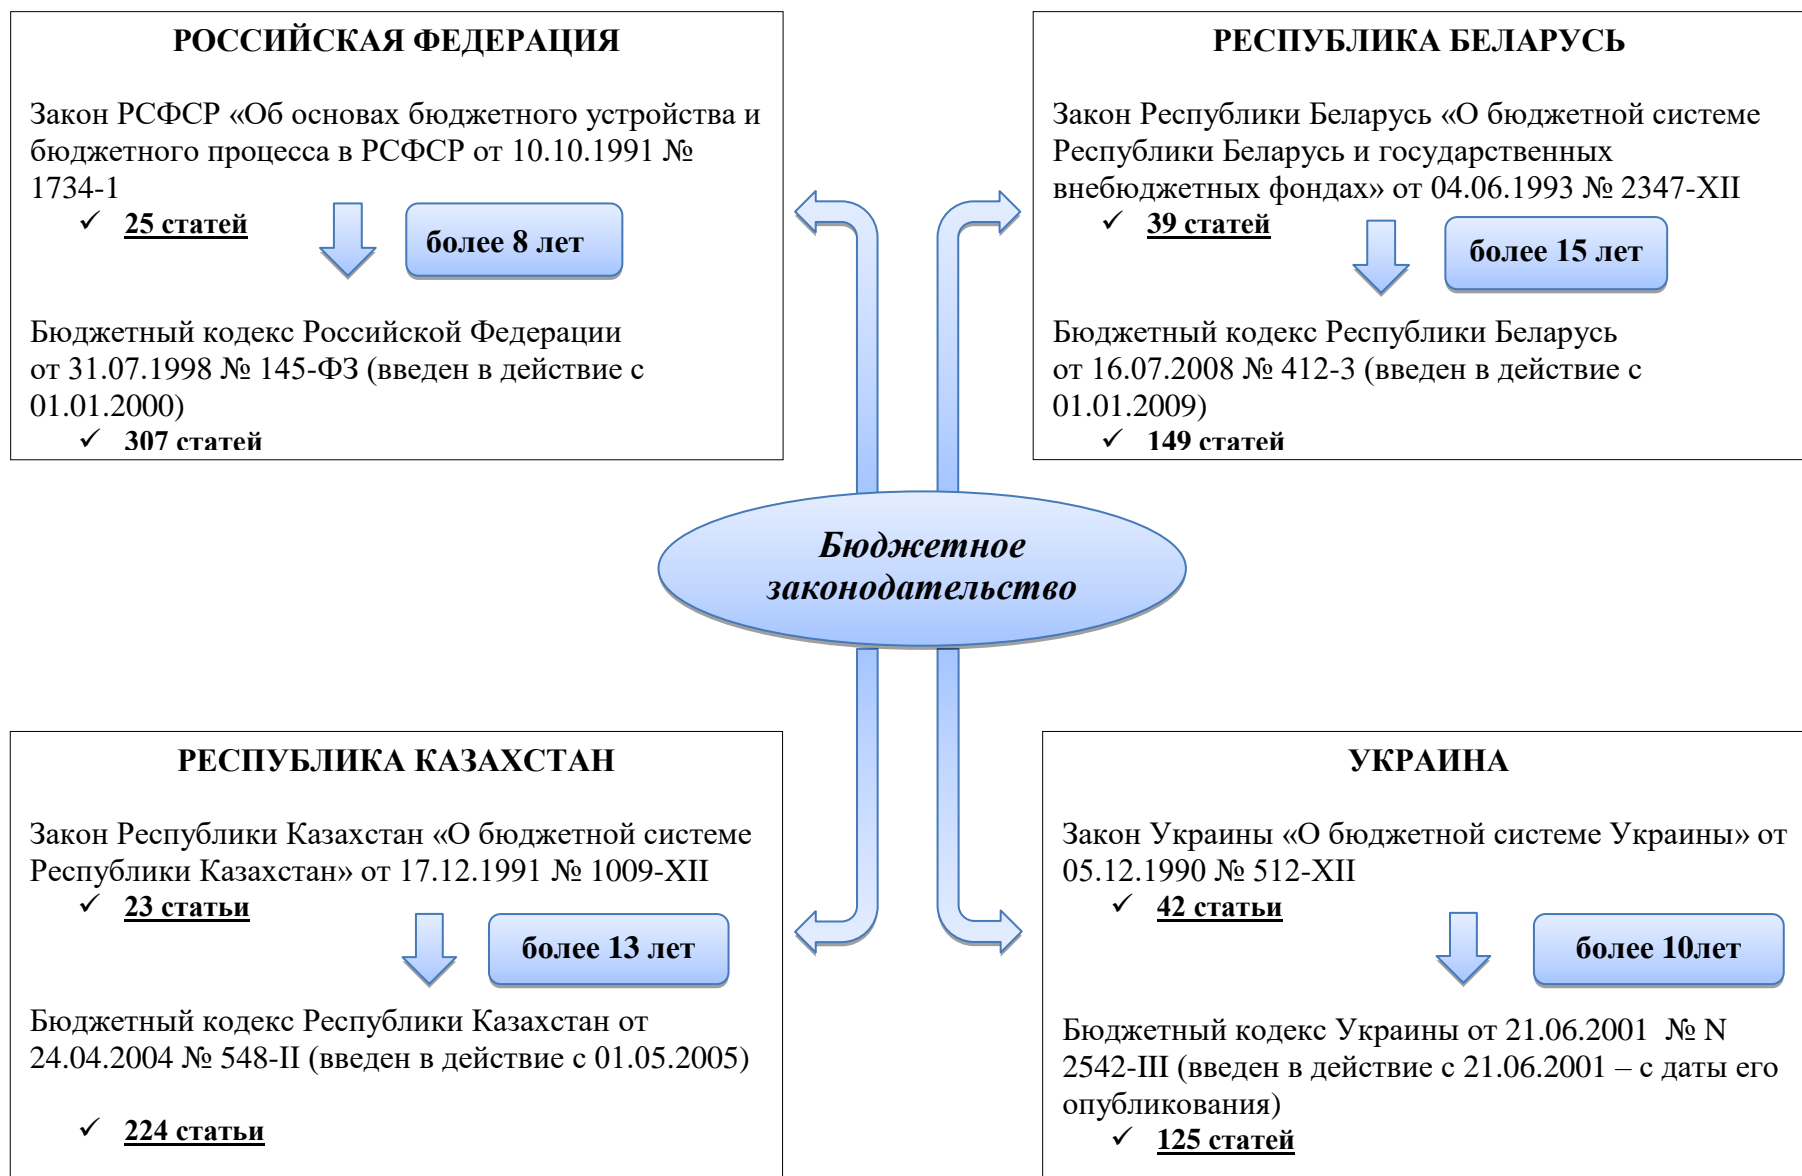 РОССИЙСКАЯ ФЕДЕРАЦИЯ
Закон РСФСР «Об основах бюджетного устройства и
бюджетного процесса в РСФСР от 10.10.1991 №
1734-1
✓ 25 статей
более 8 лет
Бюджетный кодекс Российской Федерации
от 31.07.1998 № 145-ФЗ (введен в действие с
01.01.2000)
✓ 307 статей
РЕСПУБЛИКА БЕЛАРУСЬ
Закон Республики Беларусь «О бюджетной системе
Республики Беларусь и государственных
внебюджетных фондах» от 04.06.1993 № 2347-XII
✓ 39 статей
более 15 лет
Бюджетный кодекс Республики Беларусь
от 16.07.2008 № 412-3 (введен в действие с
01.01.2009)
✓ 149 статей
Бюджетное
законодательство
РЕСПУБЛИКА КАЗАХСТАН
Закон Республики Казахстан «О бюджетной системе
Республики Казахстан» от 17.12.1991 № 1009-XII
✓ 23 статьи
более 13 лет
Бюджетный кодекс Республики Казахстан от
24.04.2004 № 548-II (введен в действие с 01.05.2005)
✓ 224 статьи
УКРАИНА
Закон Украины «О бюджетной системе Украины» от
05.12.1990 № 512-XII
✓ 42 статьи
более 10лет
Бюджетный кодекс Украины от 21.06.2001 № N
2542-III (введен в действие с 21.06.2001 – с даты его
опубликования)
✓ 125 статей